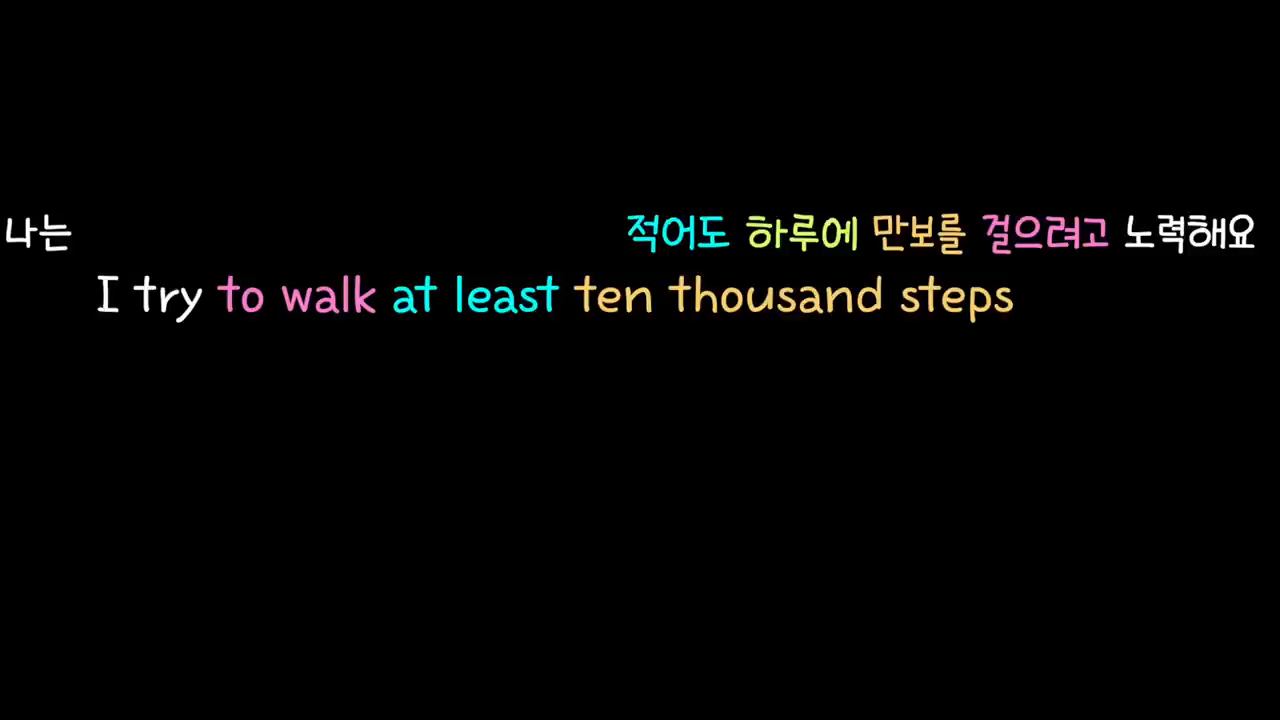 나는 적어도 하루에 만보를 걸으려고 노력해요
I try to walk at least ten thousand steps